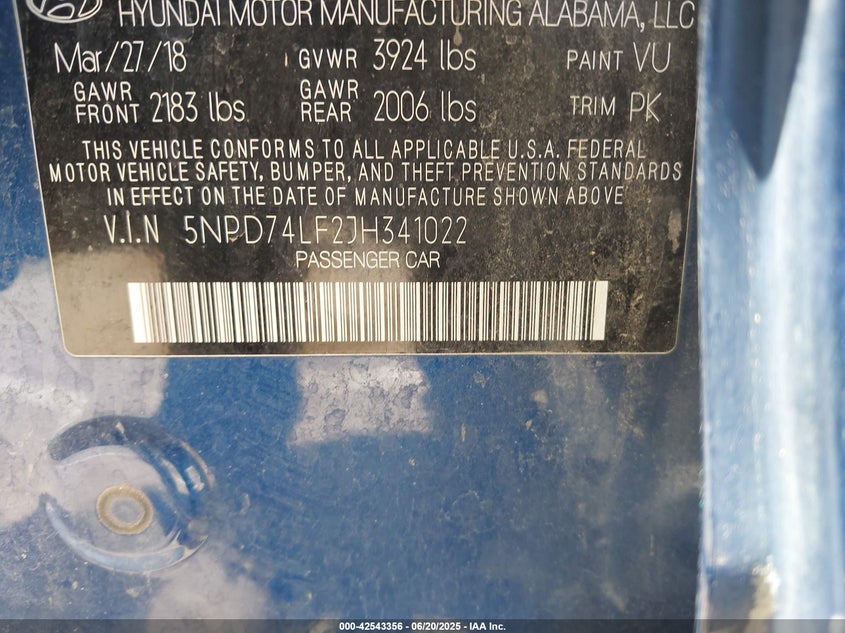 HYUNDAI MOTOR MANUFACTURING ALABAMA, LLC
Mar/27/18 GVWR 3924 lbs PAINT VU
GAWR FRONT 2183 lbs GAWR REAR 2006 lbs TRIM PK
THIS VEHICLE CONFORMS TO ALL APPLICABLE U.S.A. FEDERAL
MOTOR VEHICLE SAFETY, BUMPER, AND THEFT PREVENTION STANDARDS
IN EFFECT ON THE DATE OF MANUFACTURE SHOWN ABOVE
V.I.N 5NPD74LF2JH341022
PASSENGER CAR
000-42543356 - 06/20/2025 - IAA Inc.